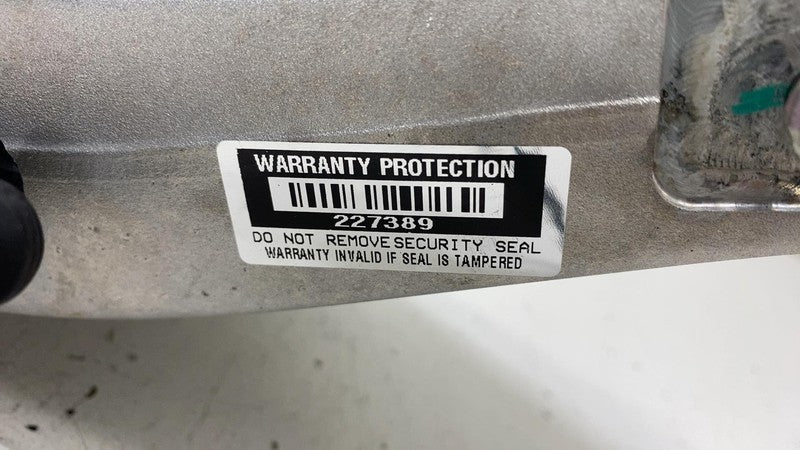 WARRANTY PROTECTION
227389
DO NOT REMOVE SECURITY SEAL
WARRANTY INVALID IF SEAL IS TAMPERED